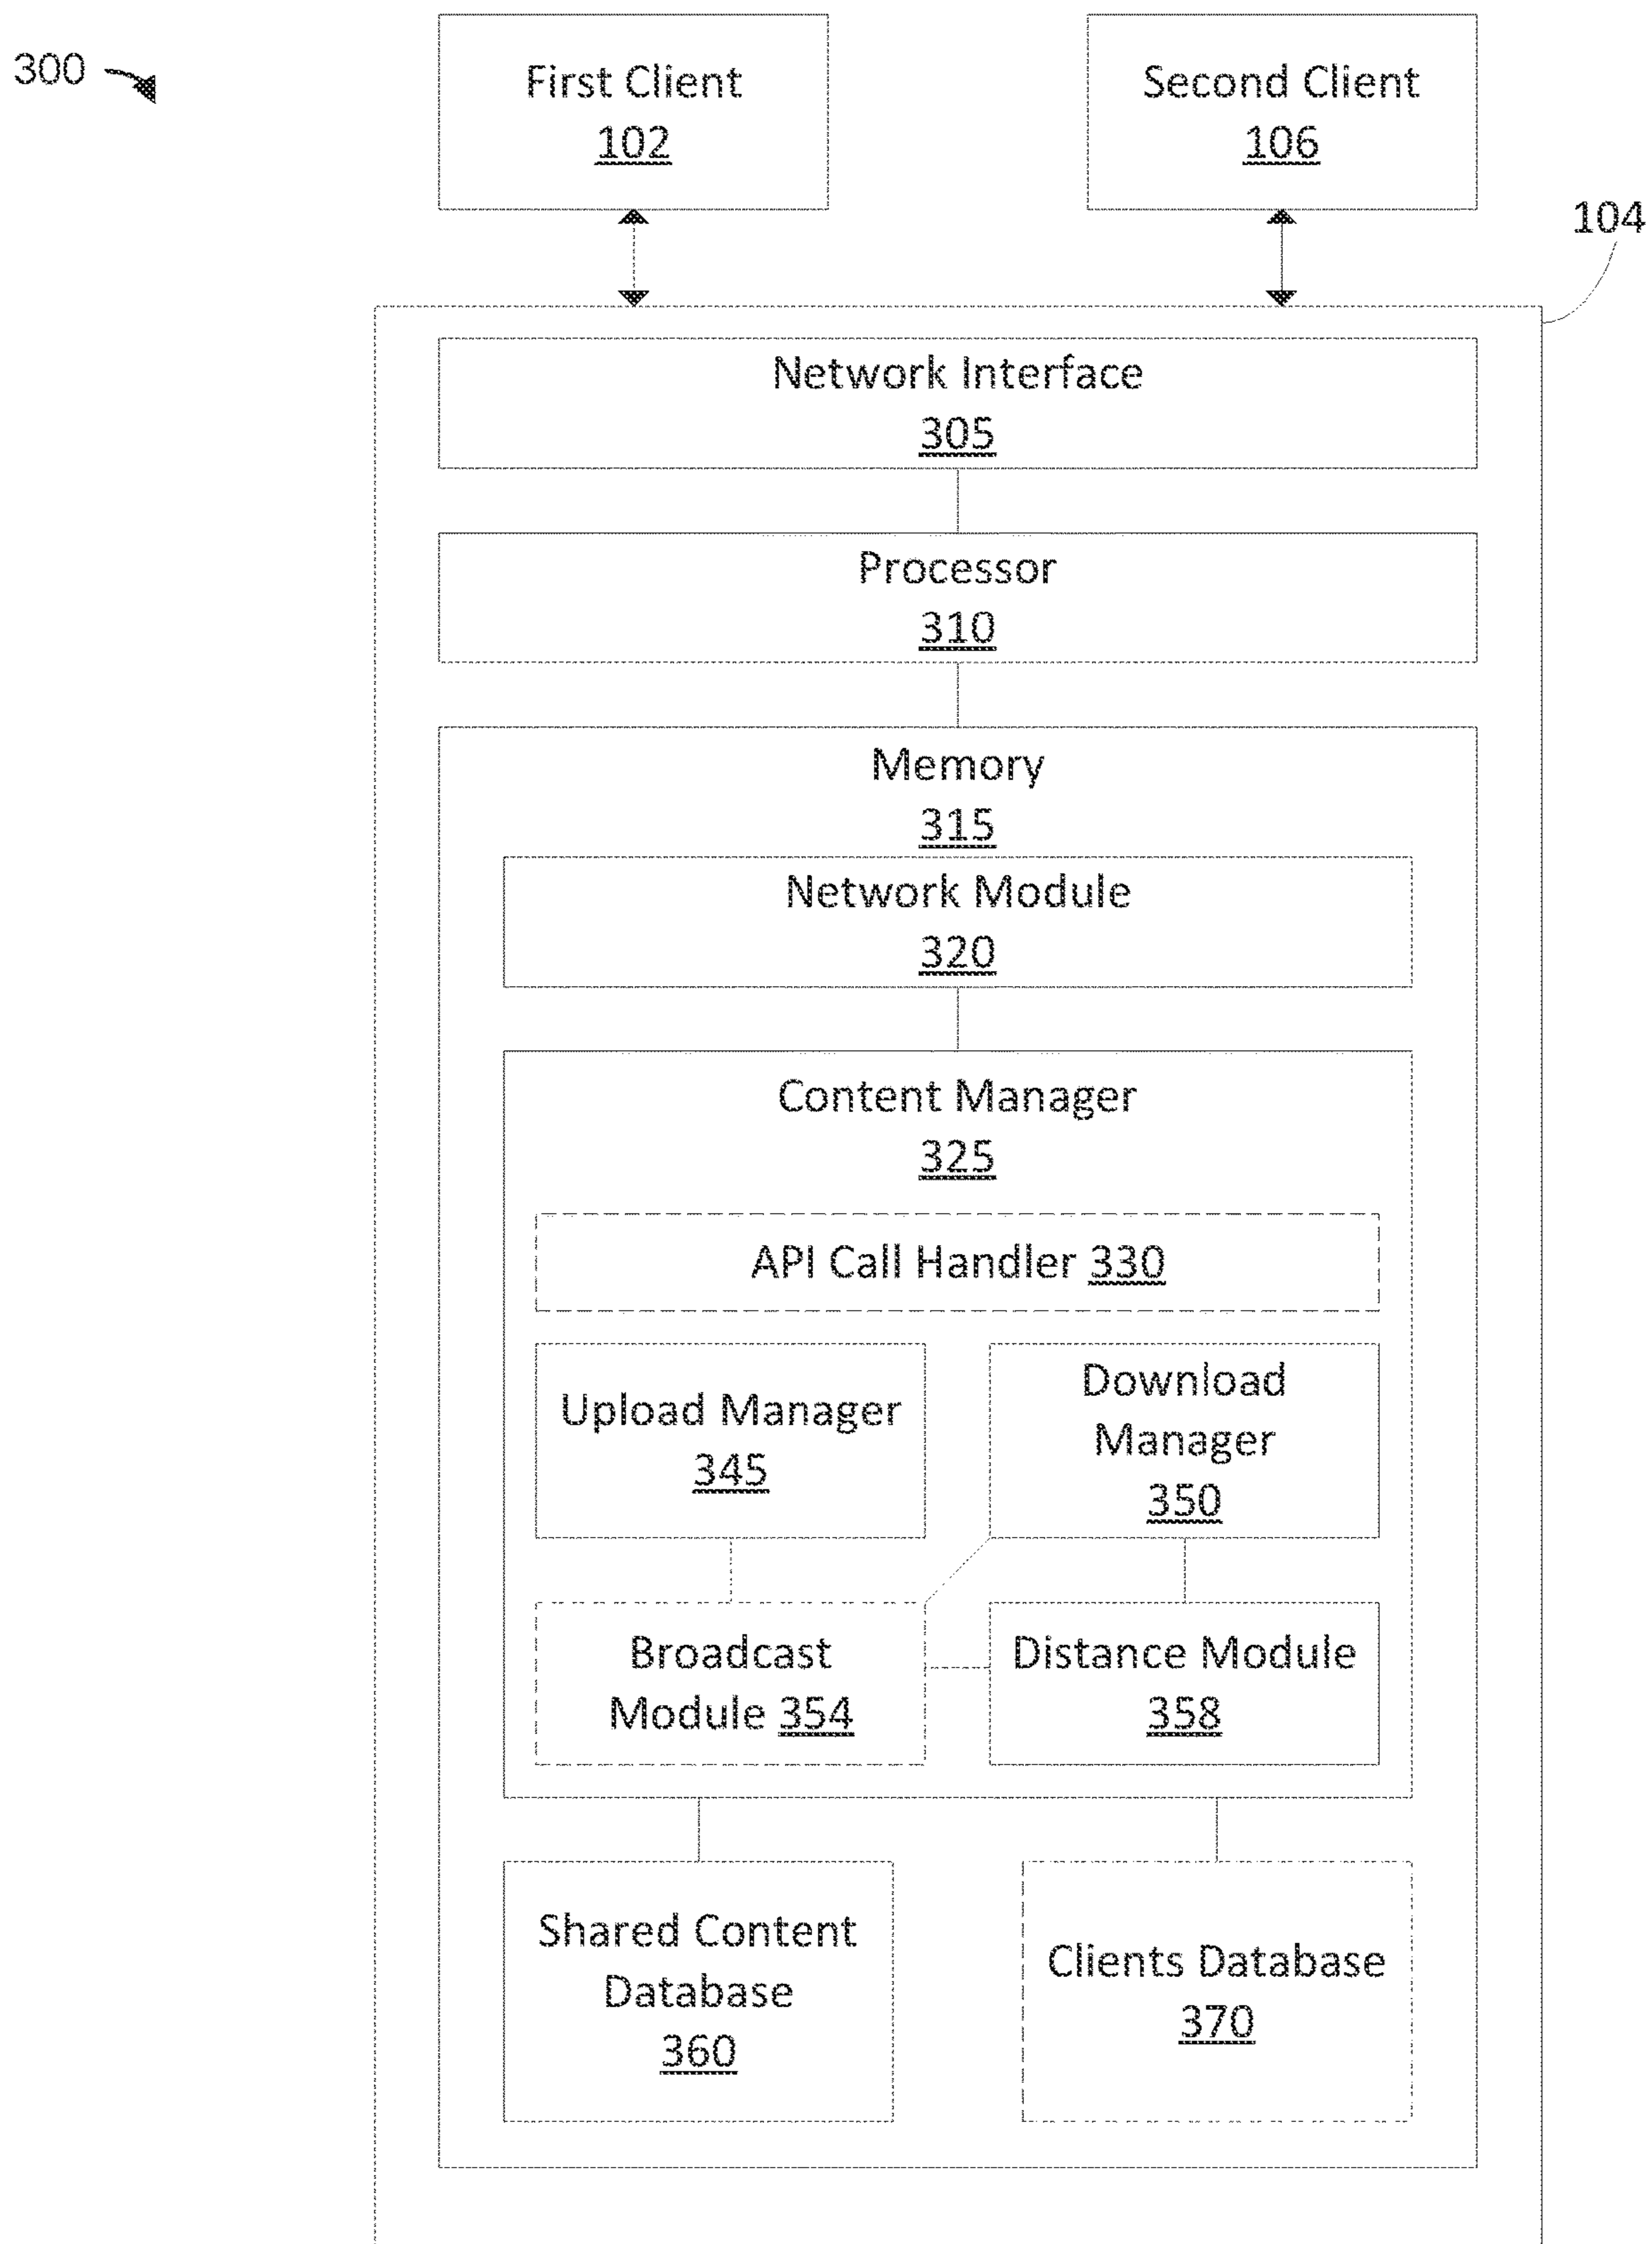 300
First Client
102
Second Client
106
104
Network Interface
305
Processor
310
Memory
315
Network Module
320
Content Manager
325
API Call Handler 330
Upload Manager
345
Download
Manager
350
Broadcast
Module 354
Distance Module
358
Shared Content
Database
360
Clients Database
370